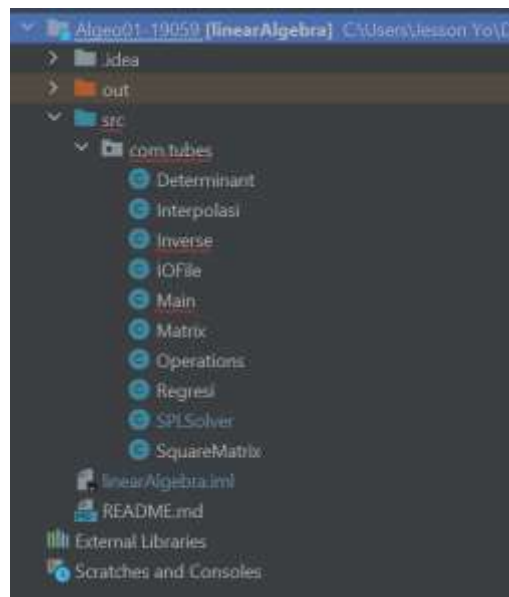 Algeo01-19059 [linearAlgebra] C:\Users\Jesson Yo\D
.idea
out
src
com.tubes
Determinant
Interpolasi
Inverse
IOFile
Main
Matrix
Operations
Regresi
SPLSolver
SquareMatrix
linearAlgebra.iml
README.md
External Libraries
Scratches and Consoles